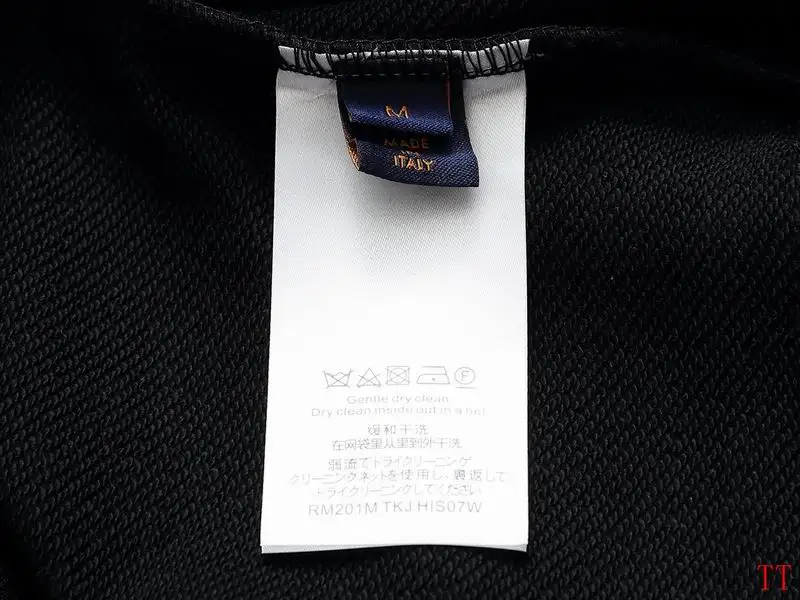 M
MADE
IN
ITALY
F
Gentle dry clean
Dry clean inside out in a net
缓和干洗
在网袋里从里到外干洗
弱流てドライクリーニング
クリーニングネットを使用し、裏返して
ドライクリーニングしてください
RM201M TKJ HIS07W
TT